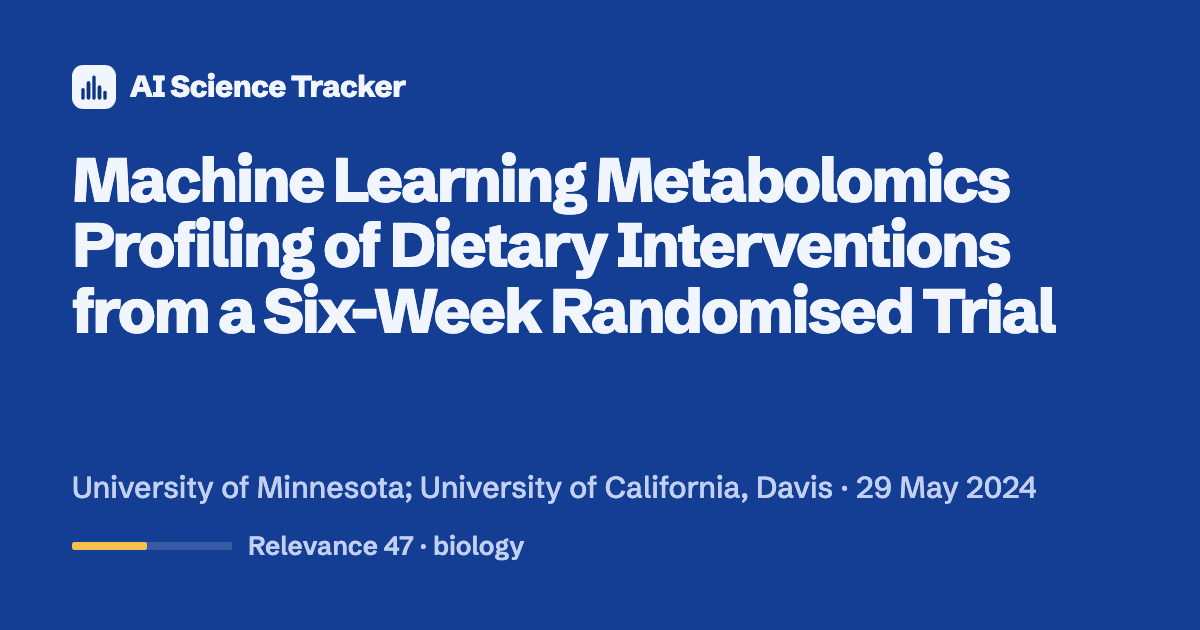 AI Science Tracker
Machine Learning Metabolomics
Profiling of Dietary Interventions
from a Six-Week Randomised Trial
University of Minnesota; University of California, Davis · 29 May 2024
Relevance 47 · biology